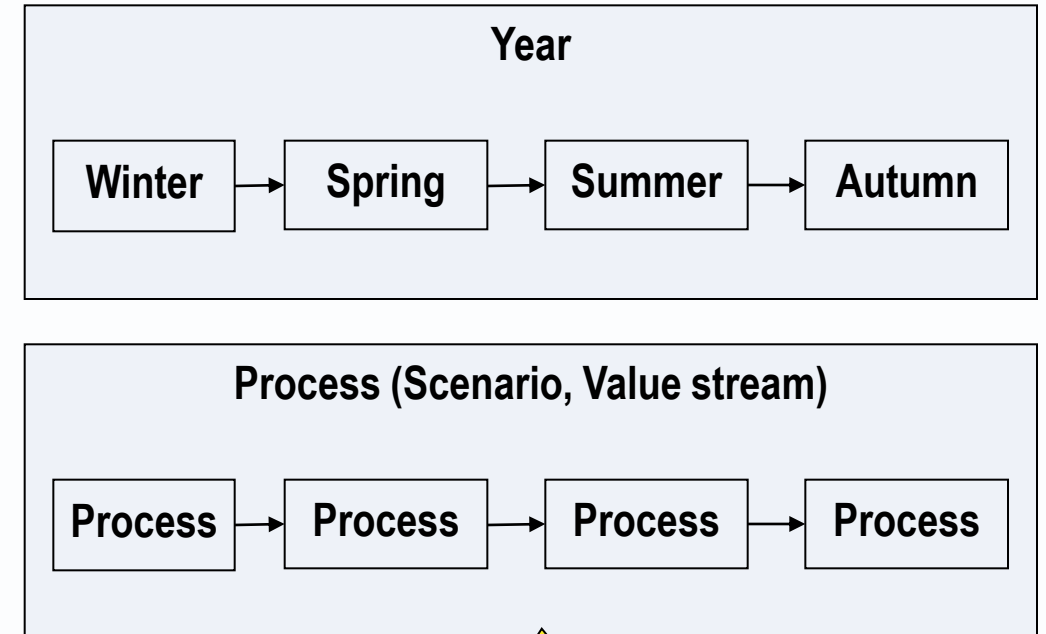 Year
Winter Spring Summer Autumn
Process (Scenario, Value stream)
Process Process Process Process